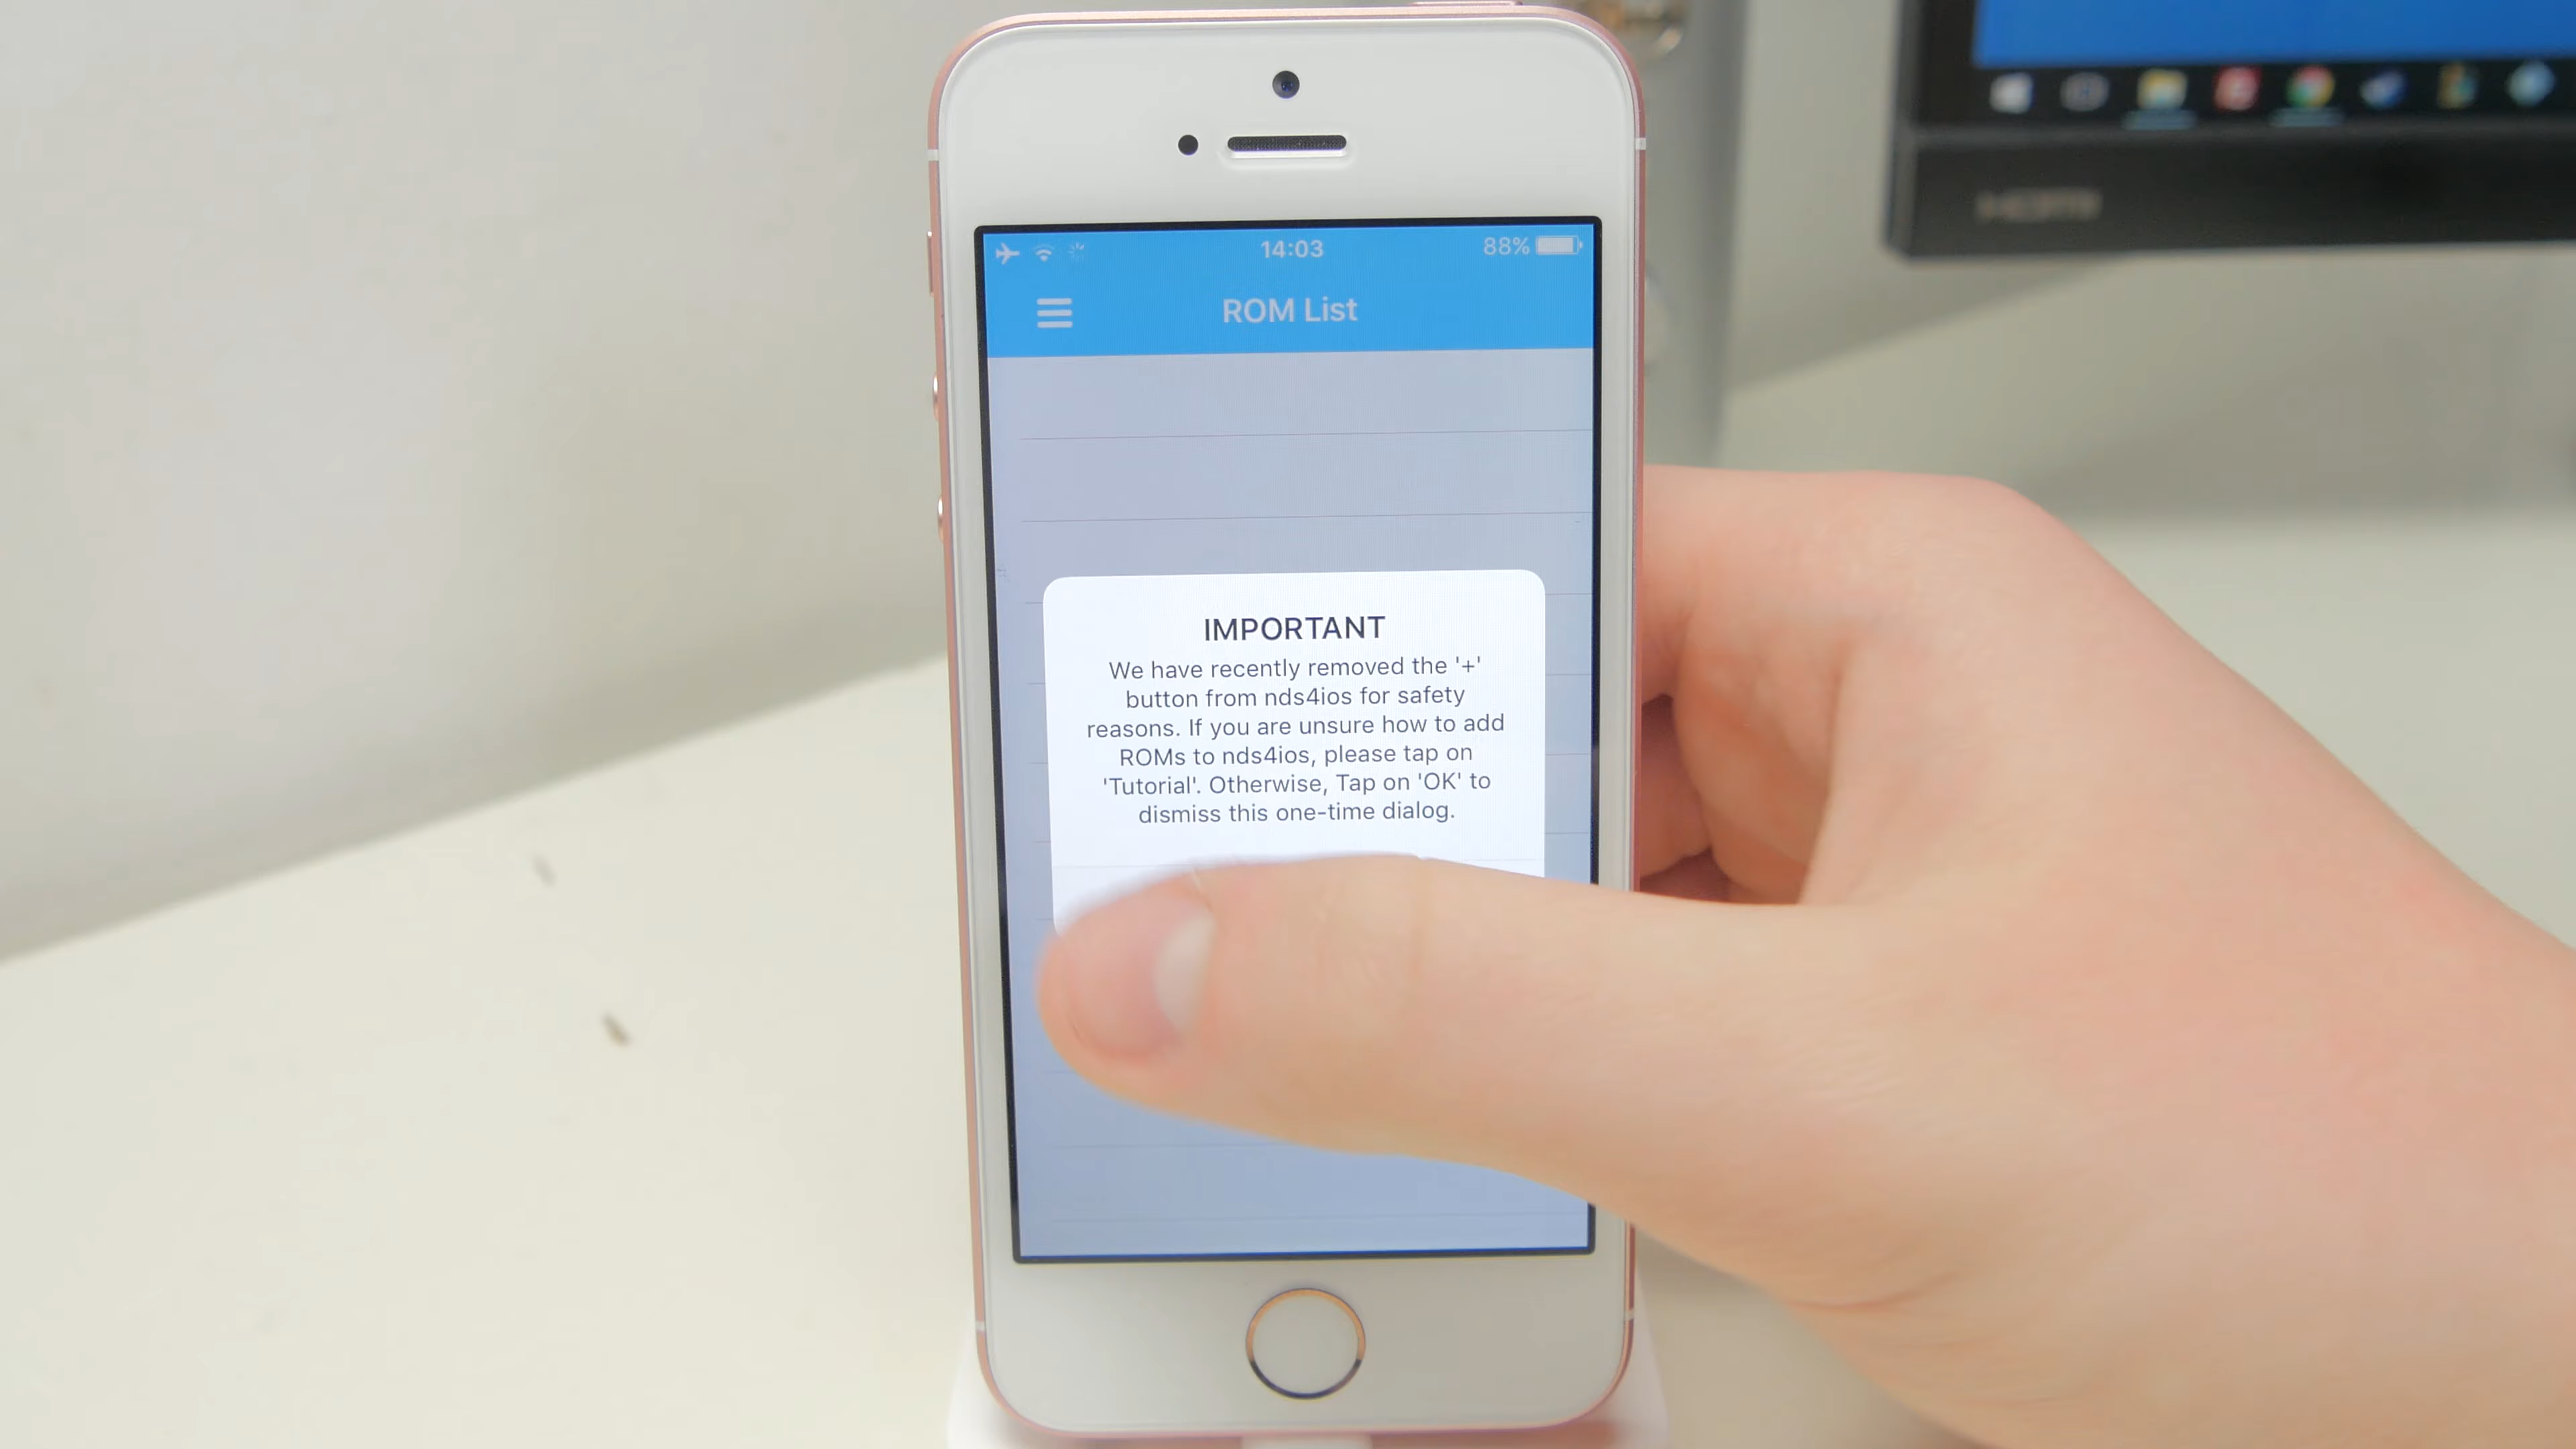 14:03 88%
ROM List
IMPORTANT
We have recently removed the '+'
button from nds4ios for safety
reasons. If you are unsure how to add
ROMs to nds4ios, please tap on
'Tutorial'. Otherwise, Tap on 'OK' to
dismiss this one-time dialog.
HDMI